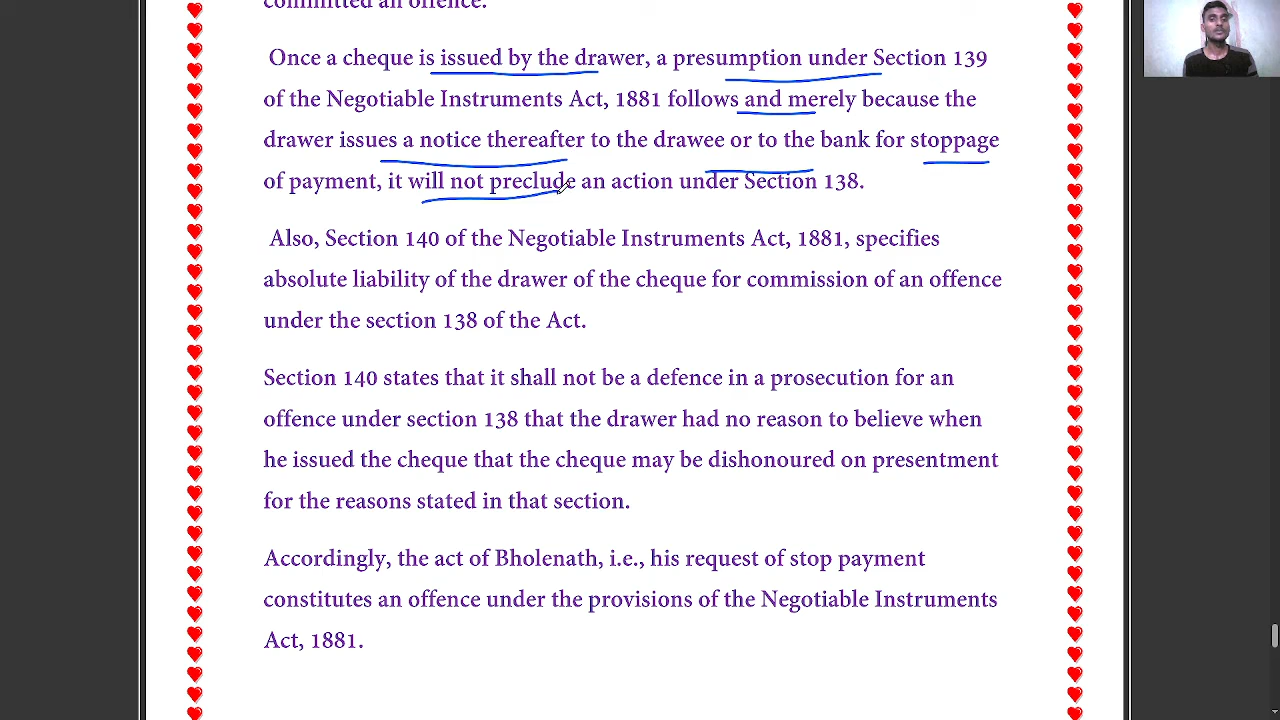 committed an offence.
Once a cheque is issued by the drawer, a presumption under Section 139
of the Negotiable Instruments Act, 1881 follows and merely because the
drawer issues a notice thereafter to the drawee or to the bank for stoppage
of payment, it will not preclude an action under Section 138.
Also, Section 140 of the Negotiable Instruments Act, 1881, specifies
absolute liability of the drawer of the cheque for commission of an offence
under the section 138 of the Act.
Section 140 states that it shall not be a defence in a prosecution for an
offence under section 138 that the drawer had no reason to believe when
he issued the cheque that the cheque may be dishonoured on presentment
for the reasons stated in that section.
Accordingly, the act of Bholenath, i.e., his request of stop payment
constitutes an offence under the provisions of the Negotiable Instruments
Act, 1881.